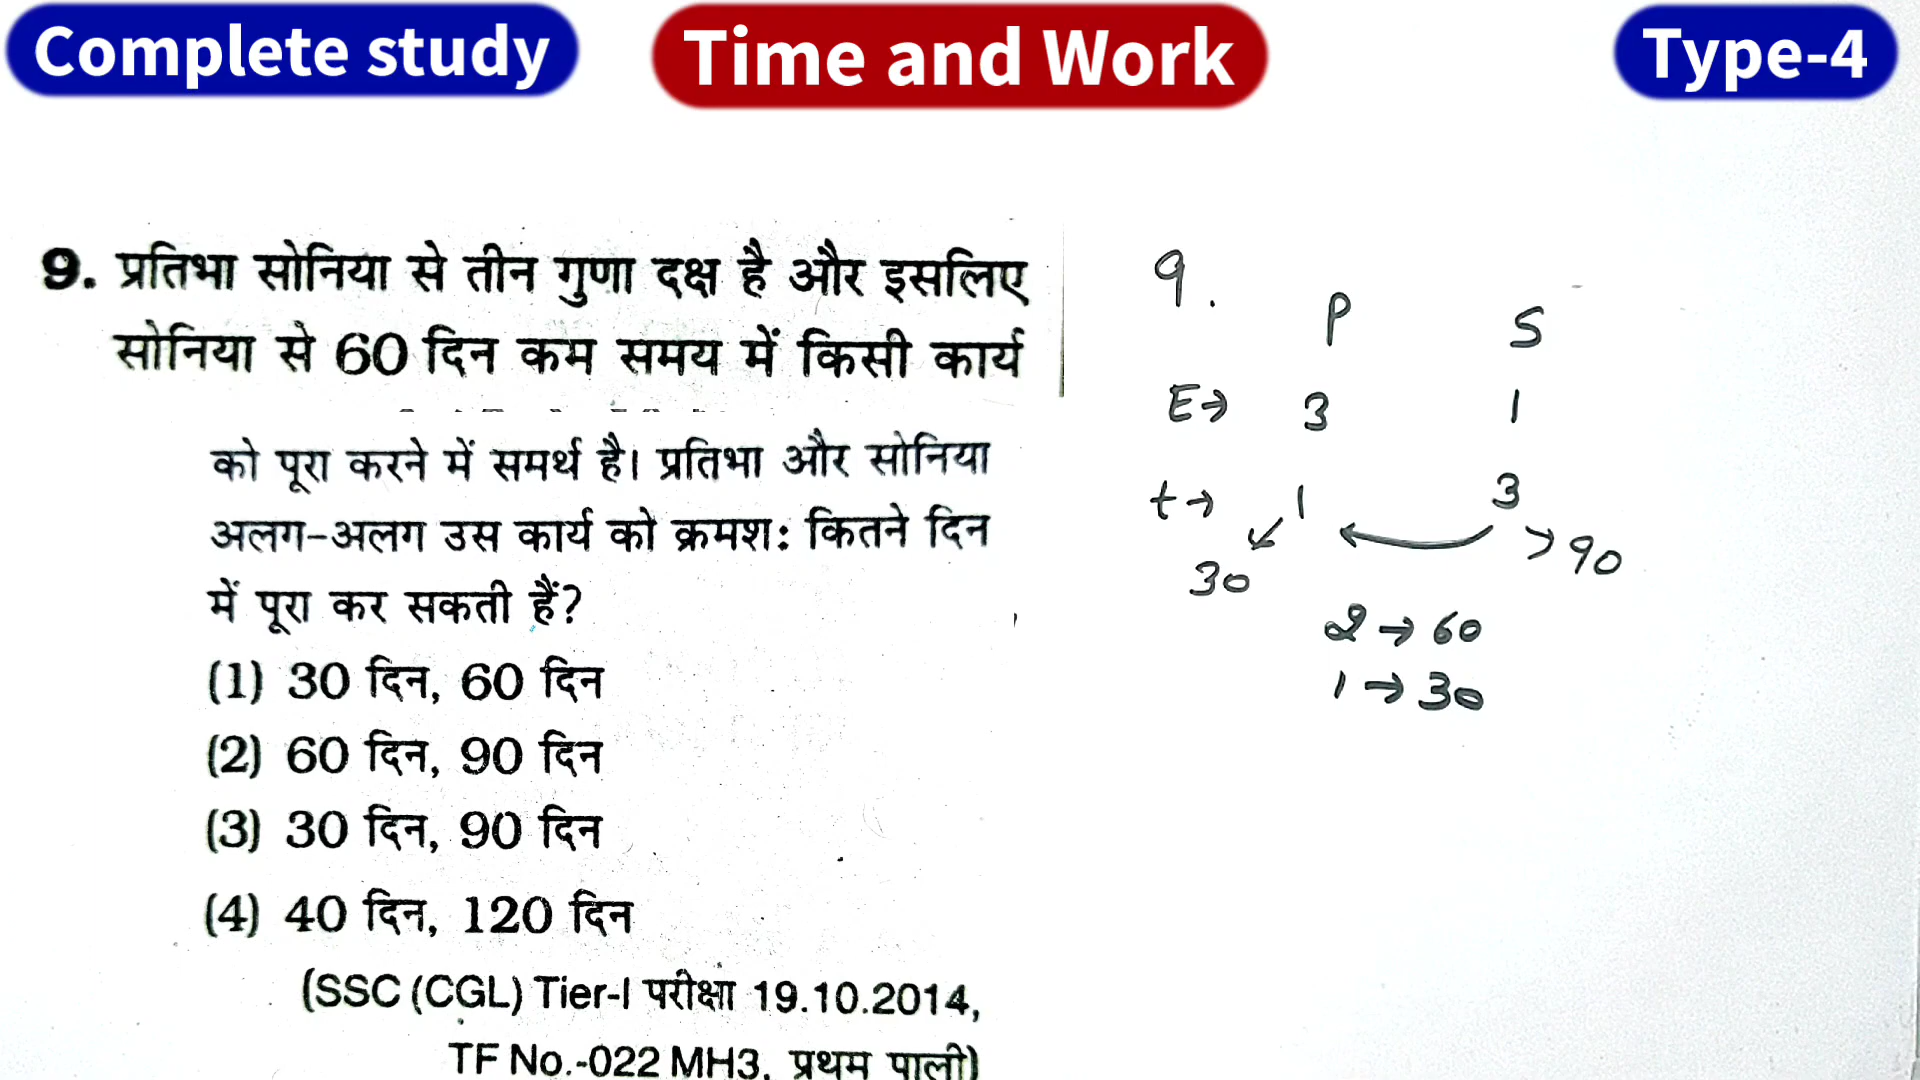 Complete study
Time and Work
Type-4
9. प्रतिभा सोनिया से तीन गुणा दक्ष है और इसलिए
सोनिया से 60 दिन कम समय में किसी कार्य
को पूरा करने में समर्थ है। प्रतिभा और सोनिया
अलग-अलग उस कार्य को क्रमश: कितने दिन
में पूरा कर सकती हैं?
(1) 30 दिन, 60 दिन
(2) 60 दिन, 90 दिन
(3) 30 दिन, 90 दिन
(4) 40 दिन, 120 दिन
(SSC (CGL) Tier-I परीक्षा 19.10.2014,
TF No.-022 MH3, प्रथम पाली)
9.
P S
E→ 3 1
t→ 1 3
30 90
2→60
1→30